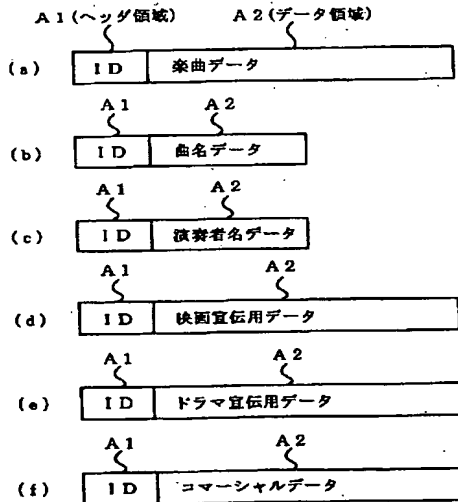 A1(ヘッダ領域) A2(データ領域)
(a) ID 楽曲データ
A1 A2
(b) ID 曲名データ
A1 A2
(c) ID 演奏者名データ
A1 A2
(d) ID 映画宣伝用データ
A1 A2
(e) ID ドラマ宣伝用データ
A1 A2
(f) ID コマーシャルデータ